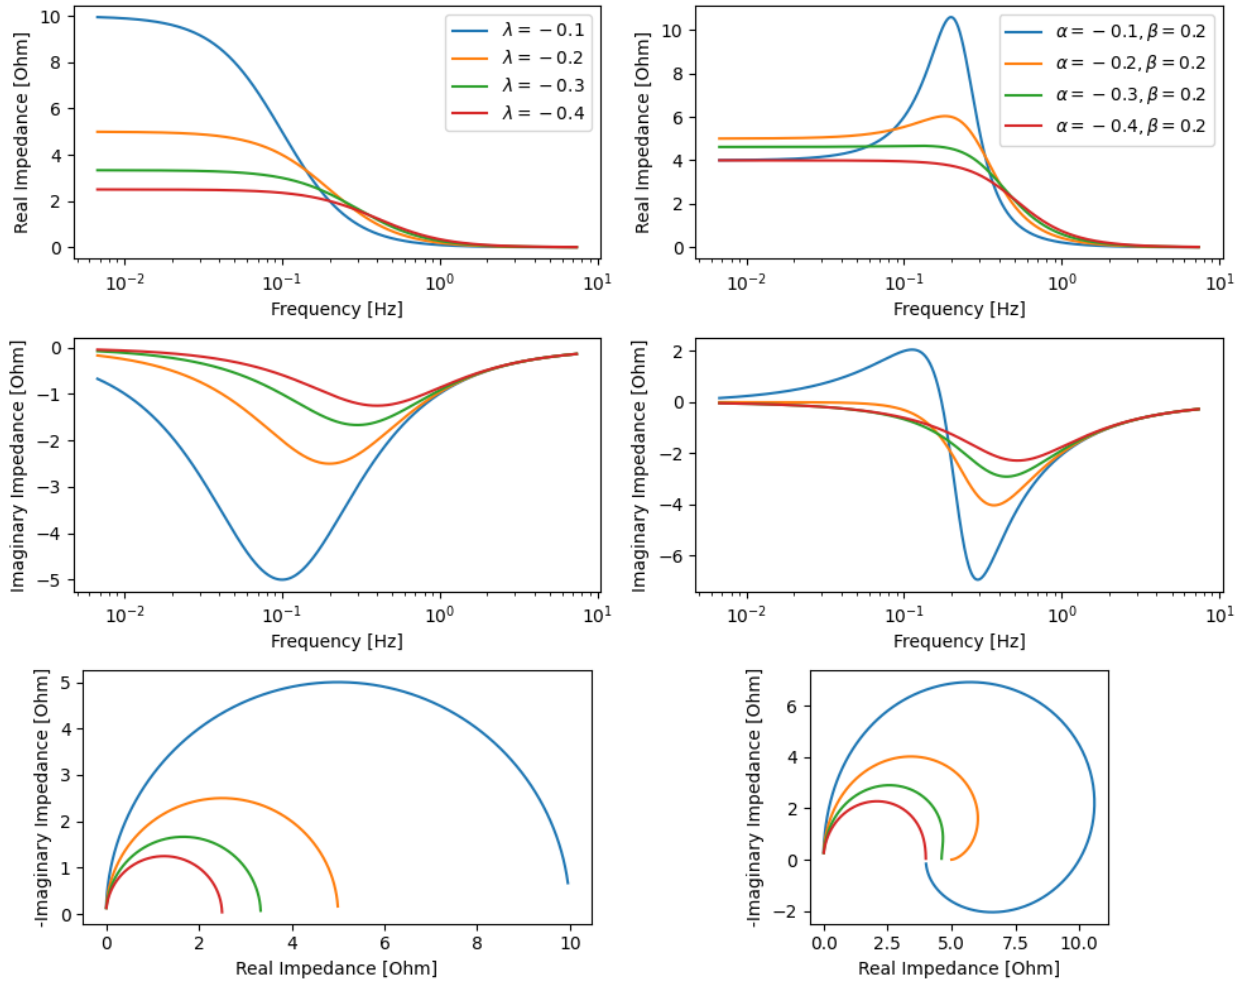 10
8
6
4
2
0
Real Impedance [Ohm]
λ = −0.1
λ = −0.2
λ = −0.3
λ = −0.4
10⁻² 10⁻¹ 10⁰ 10¹
Frequency [Hz]
10
8
6
4
2
0
Real Impedance [Ohm]
α = −0.1, β = 0.2
α = −0.2, β = 0.2
α = −0.3, β = 0.2
α = −0.4, β = 0.2
10⁻² 10⁻¹ 10⁰ 10¹
Frequency [Hz]
0
−1
−2
−3
−4
−5
Imaginary Impedance [Ohm]
10⁻² 10⁻¹ 10⁰ 10¹
Frequency [Hz]
2
0
−2
−4
−6
Imaginary Impedance [Ohm]
10⁻² 10⁻¹ 10⁰ 10¹
Frequency [Hz]
5
4
3
2
1
0
-Imaginary Impedance [Ohm]
0 2 4 6 8 10
Real Impedance [Ohm]
6
4
2
0
−2
-Imaginary Impedance [Ohm]
0.0 2.5 5.0 7.5 10.0
Real Impedance [Ohm]